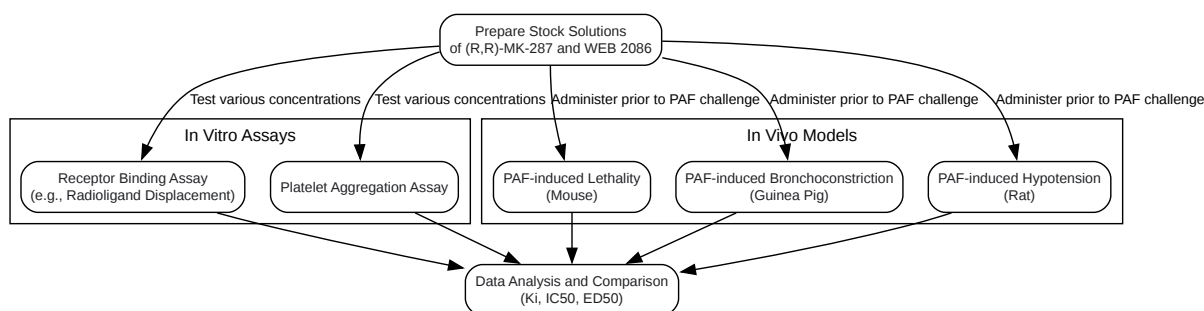 Prepare Stock Solutions
of (R,R)-MK-287 and WEB 2086
Test various concentrations
Test various concentrations
Administer prior to PAF challenge
Administer prior to PAF challenge
Administer prior to PAF challenge
In Vitro Assays
In Vivo Models
Receptor Binding Assay
(e.g., Radioligand Displacement)
Platelet Aggregation Assay
PAF-induced Lethality
(Mouse)
PAF-induced Bronchoconstriction
(Guinea Pig)
PAF-induced Hypotension
(Rat)
Data Analysis and Comparison
(Ki, IC50, ED50)